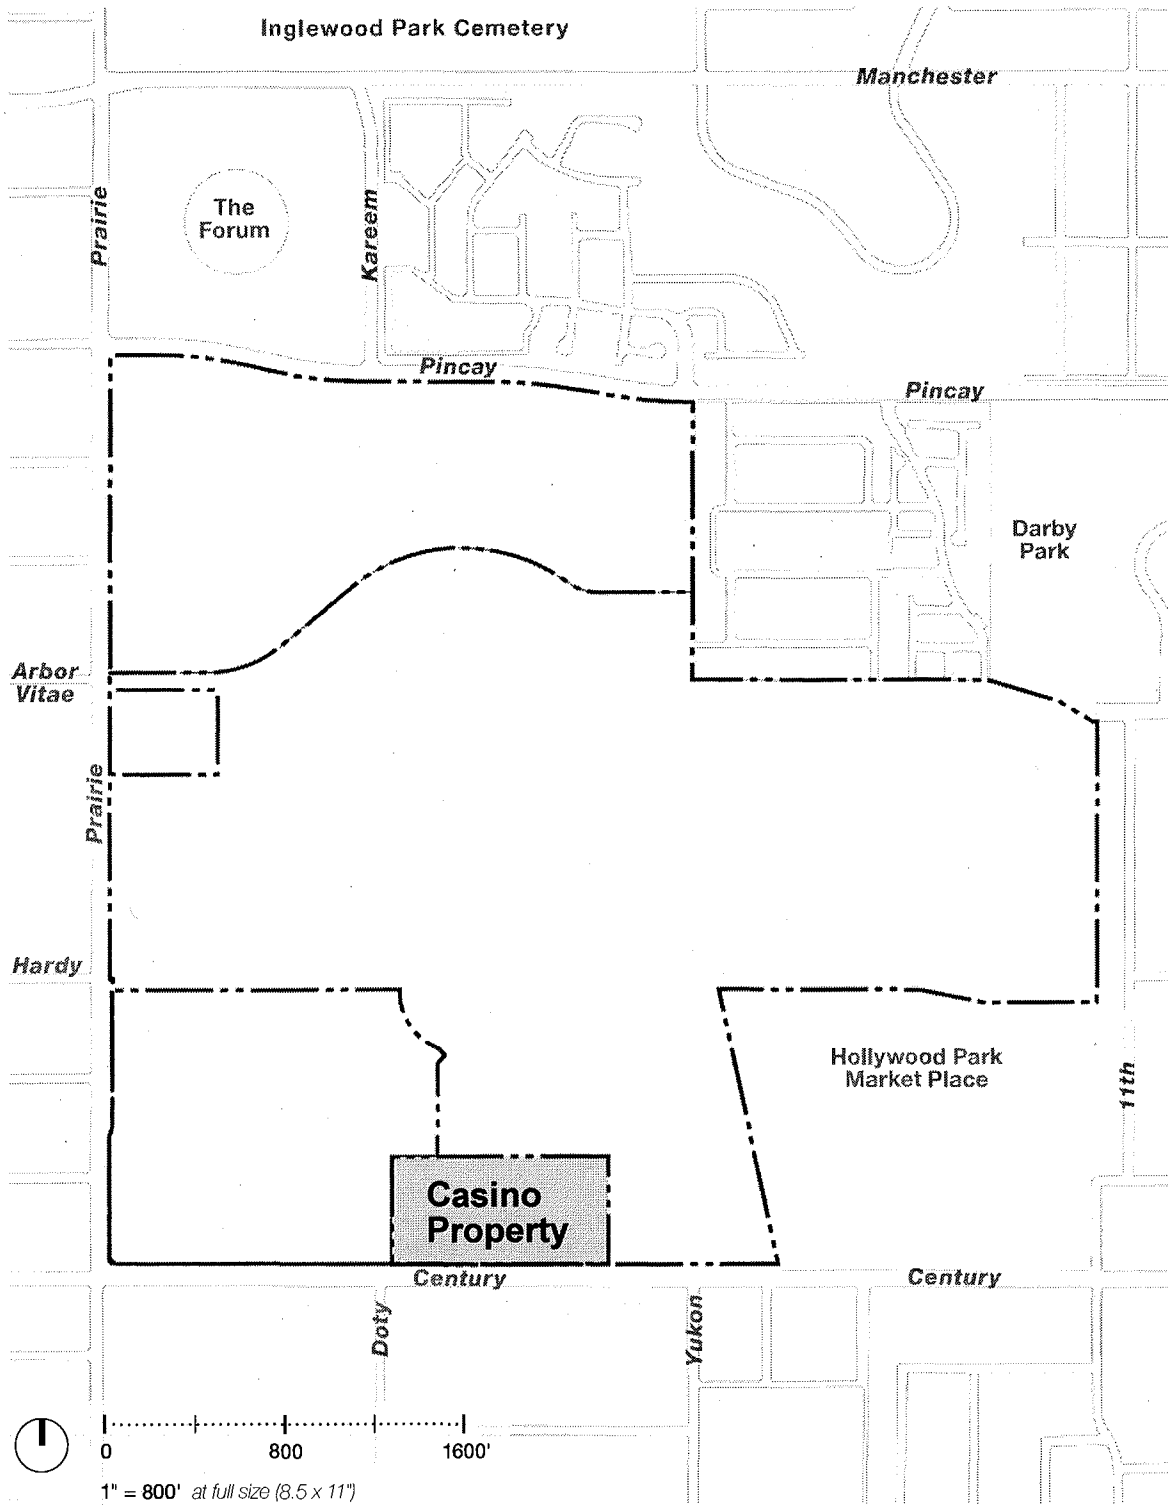 Inglewood Park Cemetery
Manchester
Prairie
The
Forum
Kareem
Pincay
Pincay
Darby
Park
Arbor
Vitae
Prairie
Hardy
Hollywood Park
Market Place
11th
Casino
Property
Century
Century
Doty
Yukon
0 800 1600'
1" = 800' at full size (8.5 x 11")